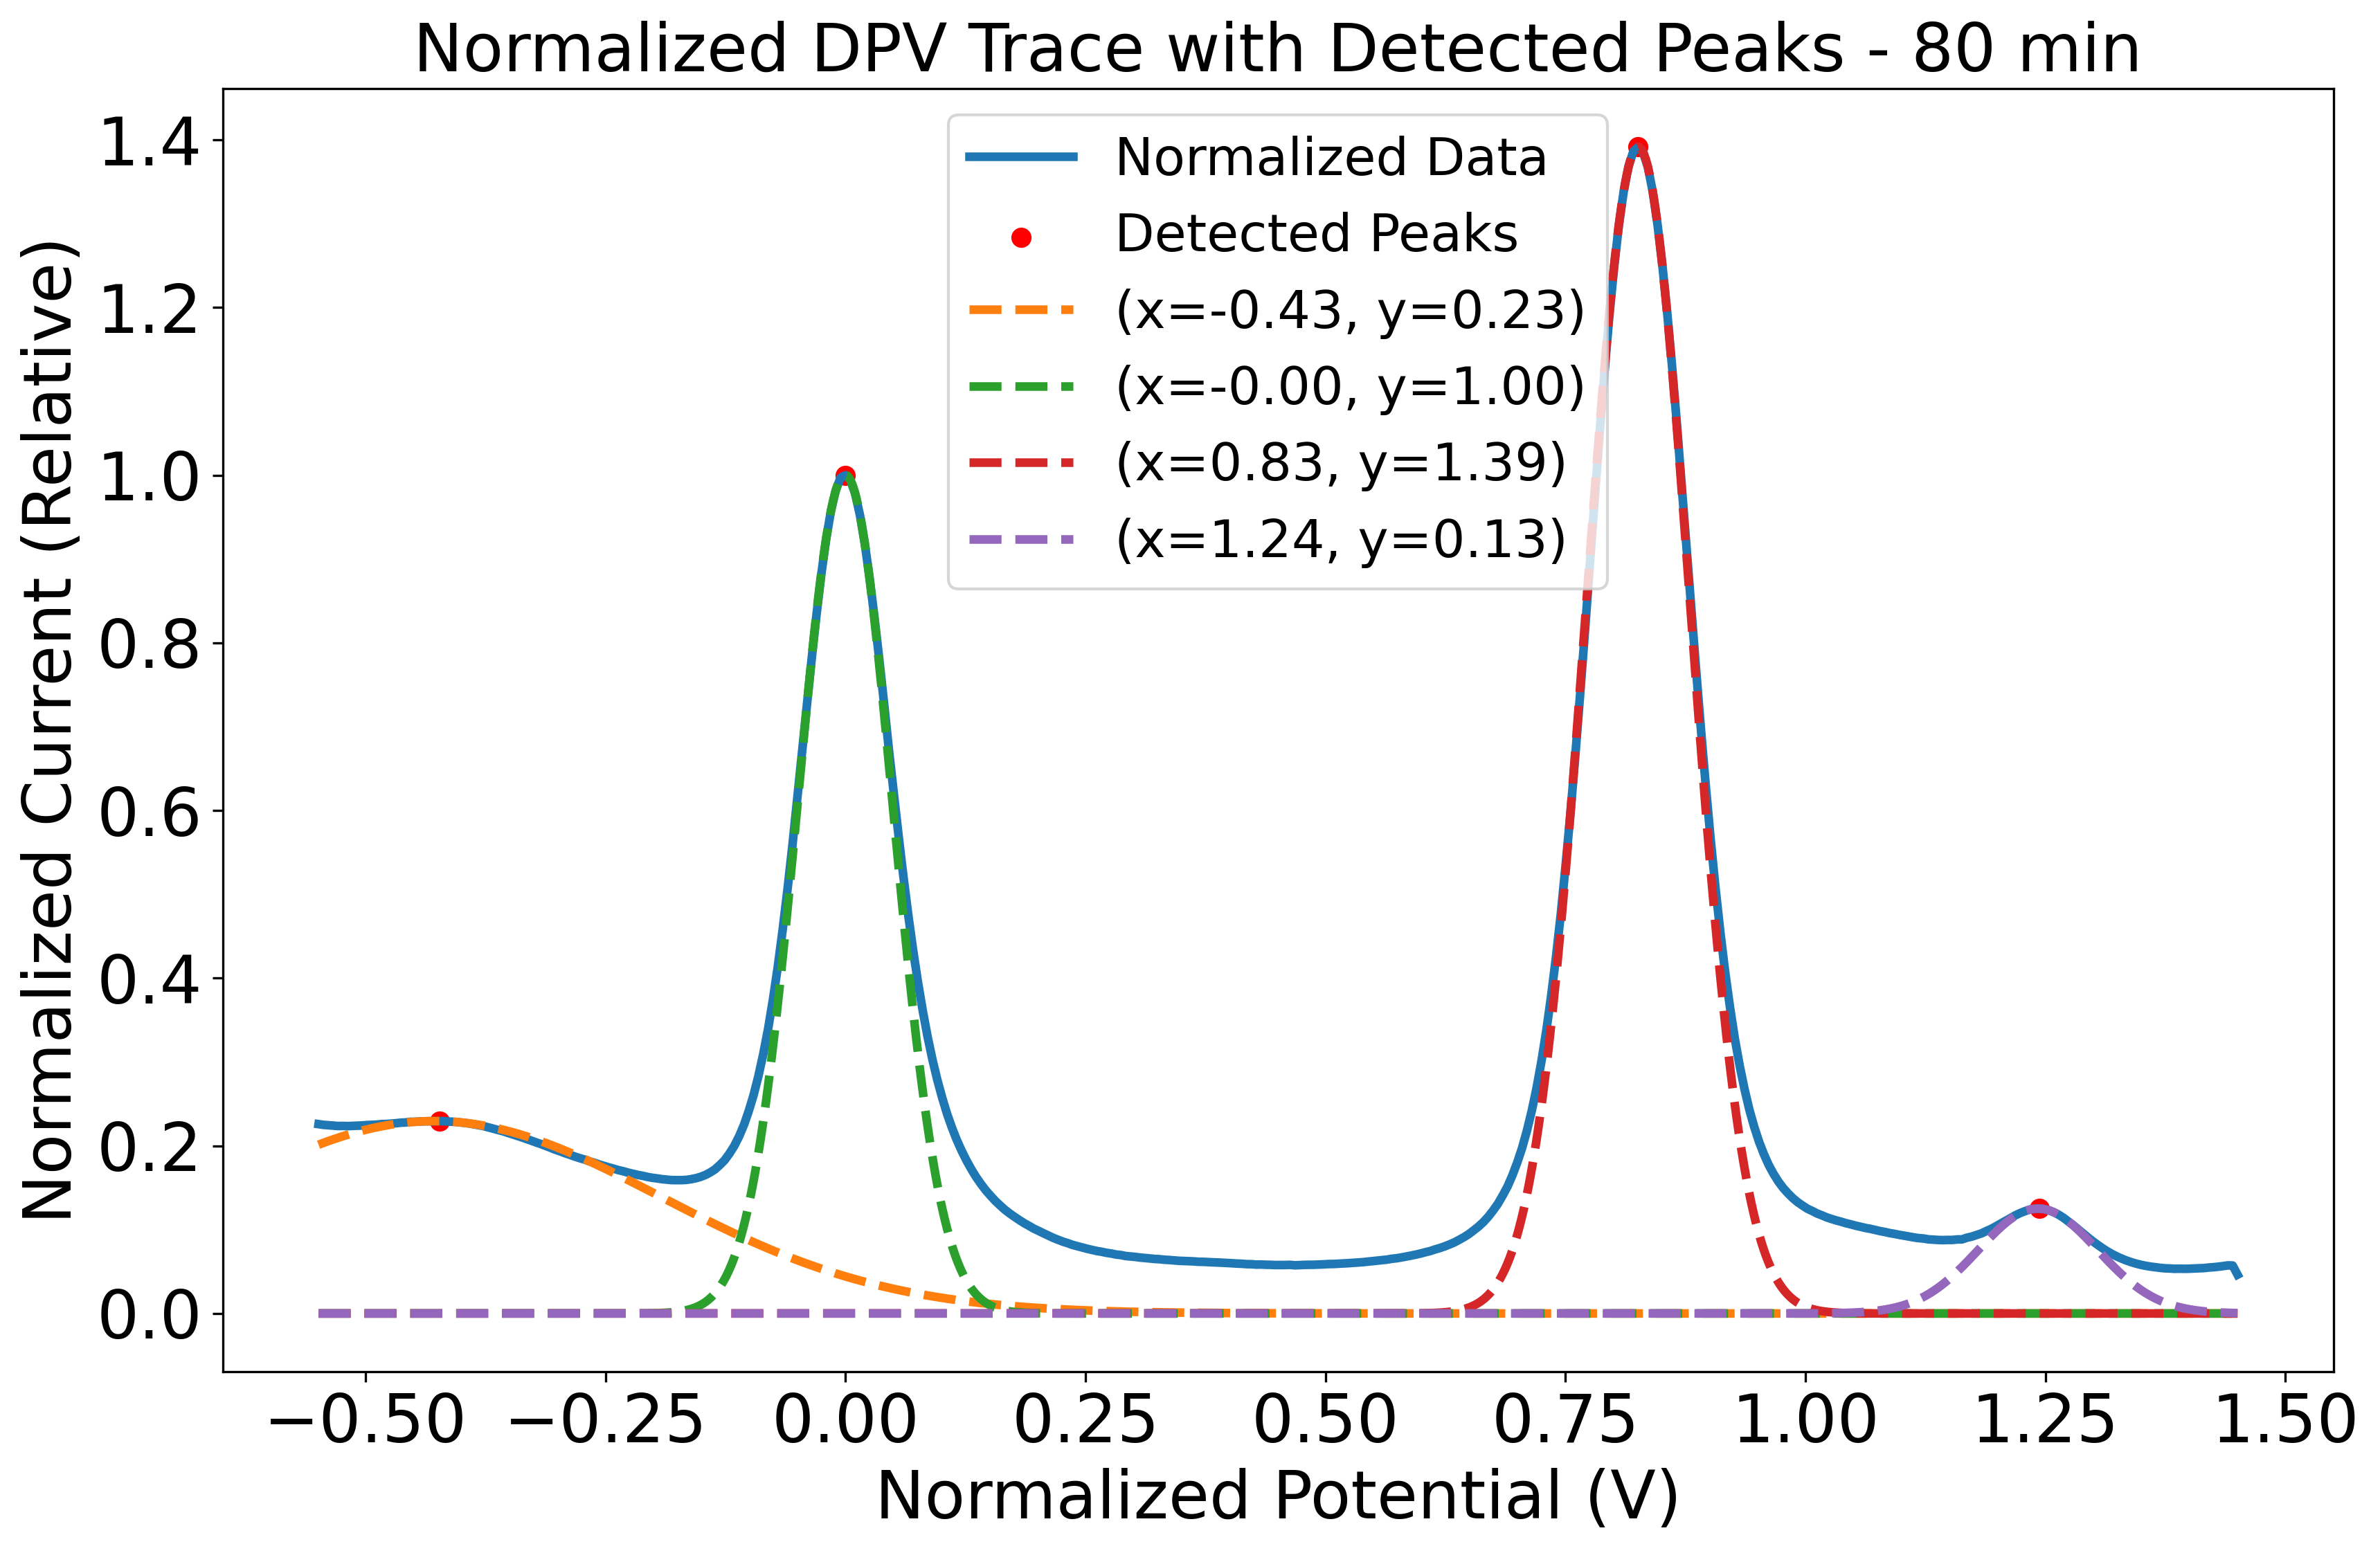 Normalized DPV Trace with Detected Peaks - 80 min
Normalized Current (Relative)
1.4
1.2
1.0
0.8
0.6
0.4
0.2
0.0
Normalized Data
Detected Peaks
(x=-0.43, y=0.23)
(x=-0.00, y=1.00)
(x=0.83, y=1.39)
(x=1.24, y=0.13)
−0.50 −0.25 0.00 0.25 0.50 0.75 1.00 1.25 1.50
Normalized Potential (V)